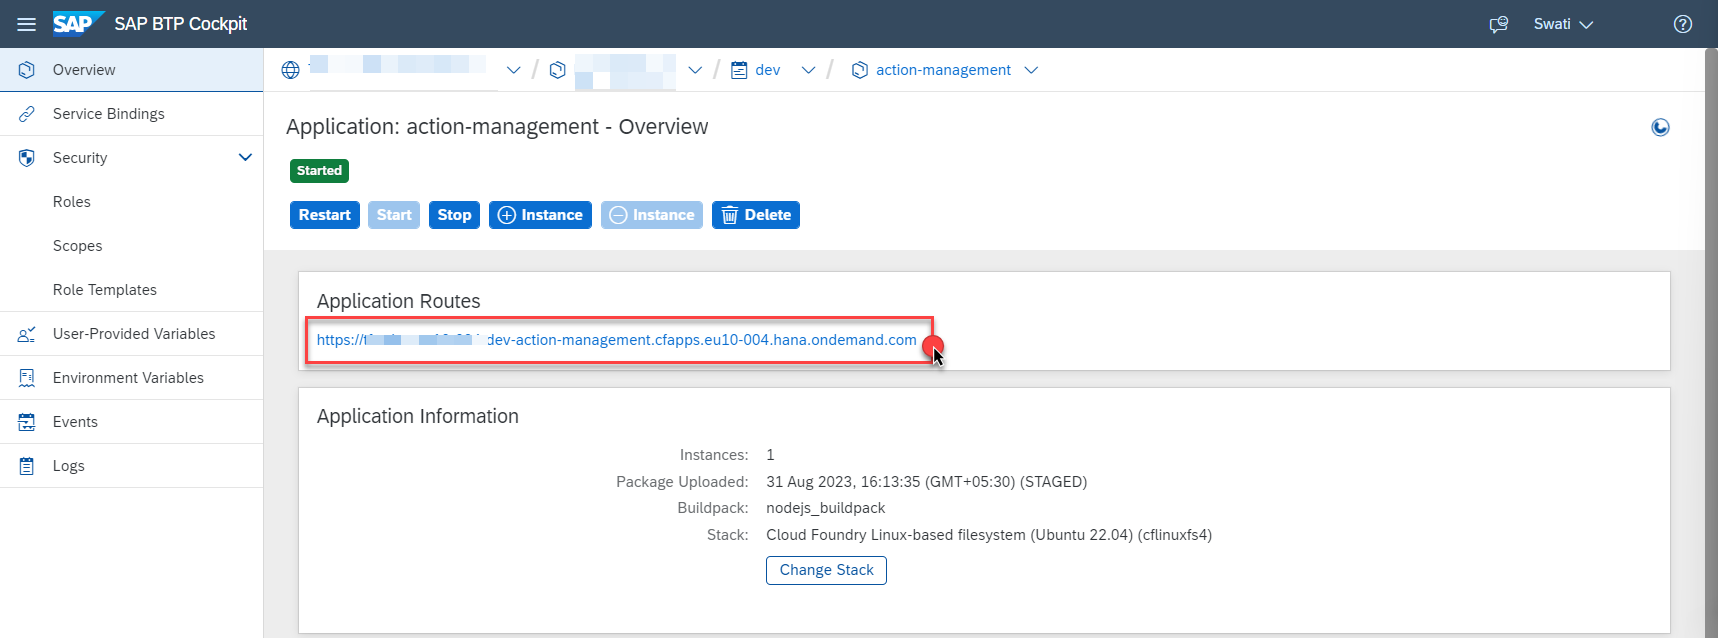 SAP SAP BTP Cockpit
Swati
Overview
Service Bindings
Security
Roles
Scopes
Role Templates
User-Provided Variables
Environment Variables
Events
Logs
/ / dev / action-management
Application: action-management - Overview
Started
Restart Start Stop Instance Instance Delete
Application Routes
https:// dev-action-management.cfapps.eu10-004.hana.ondemand.com
Application Information
Instances: 1
Package Uploaded: 31 Aug 2023, 16:13:35 (GMT+05:30) (STAGED)
Buildpack: nodejs_buildpack
Stack: Cloud Foundry Linux-based filesystem (Ubuntu 22.04) (cflinuxfs4)
Change Stack